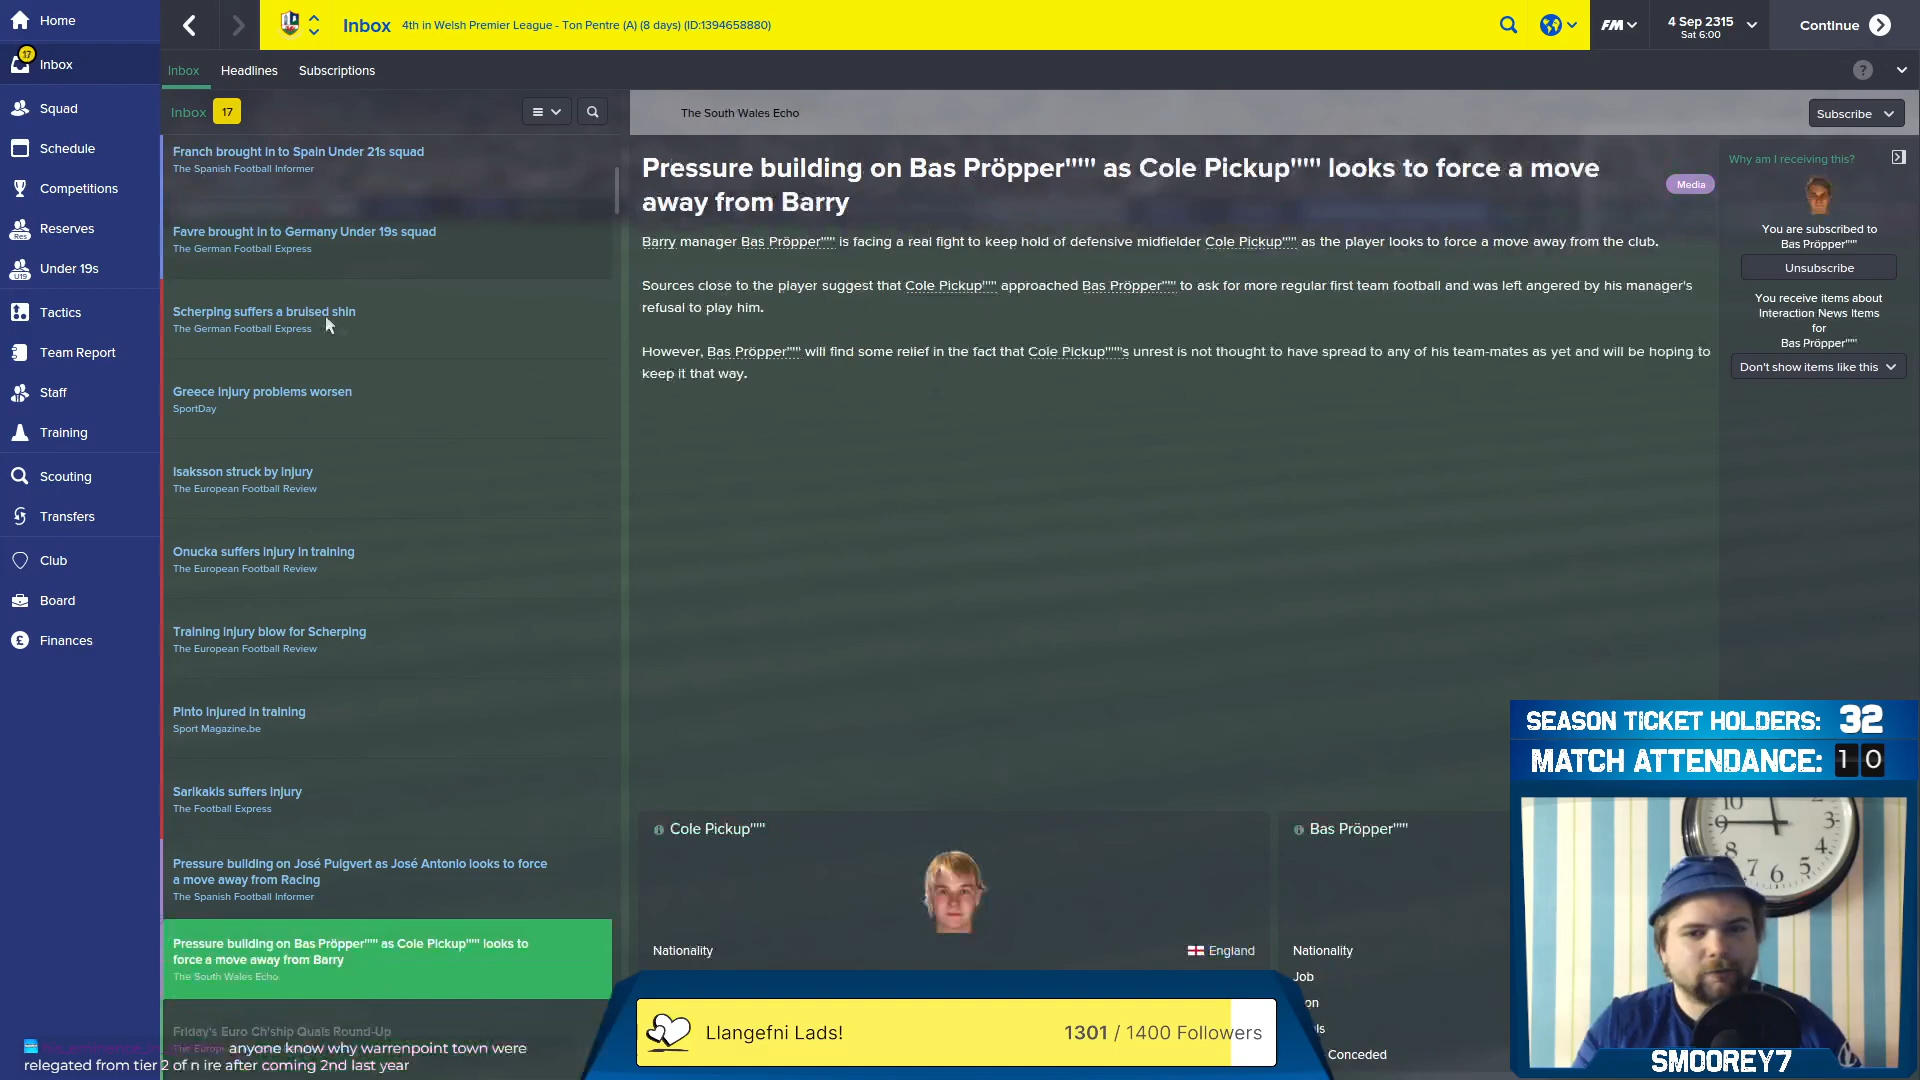 Home
Inbox
4th in Welsh Premier League - Ton Pentre (A) (8 days) (ID:1394658880)
FM
4 Sep 2315
Sat 6:00
Continue
17
Inbox
Squad
Schedule
Competitions
Reserves
Res
Under 19s
U19
Tactics
Team Report
Staff
Training
Scouting
Transfers
Club
Board
Finances
Inbox
Headlines
Subscriptions
Inbox
17
Franch brought in to Spain Under 21s squad
The Spanish Football Informer
Favre brought in to Germany Under 19s squad
The German Football Express
Scherping suffers a bruised shin
The German Football Express
Greece injury problems worsen
SportDay
Isaksson struck by injury
The European Football Review
Onucka suffers injury in training
The European Football Review
Training injury blow for Scherping
The European Football Review
Pinto injured in training
Sport Magazine.be
Sarikakis suffers injury
The Football Express
Pressure building on José Puigvert as José Antonio looks to force
a move away from Racing
The Spanish Football Informer
Pressure building on Bas Pröpper""" as Cole Pickup""" looks to
force a move away from Barry
The South Wales Echo
Friday's Euro Ch'ship Quals Round-Up
anyone know why warrenpoint town were
relegated from tier 2 of n ire after coming 2nd last year
The South Wales Echo
Subscribe
Pressure building on Bas Pröpper""" as Cole Pickup""" looks to force a move
away from Barry
Media
Barry manager Bas Pröpper""" is facing a real fight to keep hold of defensive midfielder Cole Pickup""" as the player looks to force a move away from the club.
Sources close to the player suggest that Cole Pickup""" approached Bas Pröpper""" to ask for more regular first team football and was left angered by his manager's
refusal to play him.
However, Bas Pröpper""" will find some relief in the fact that Cole Pickup"""'s unrest is not thought to have spread to any of his team-mates as yet and will be hoping to
keep it that way.
Why am I receiving this?
You are subscribed to
Bas Pröpper"""
Unsubscribe
You receive items about
Interaction News Items
for
Bas Pröpper"""
Don't show items like this
Cole Pickup"""
Nationality
England
Bas Pröpper"""
Nationality
Job
Conceded
Llangefni Lads!
1301 / 1400 Followers
SEASON TICKET HOLDERS: 32
MATCH ATTENDANCE: 10
SMOOREY7